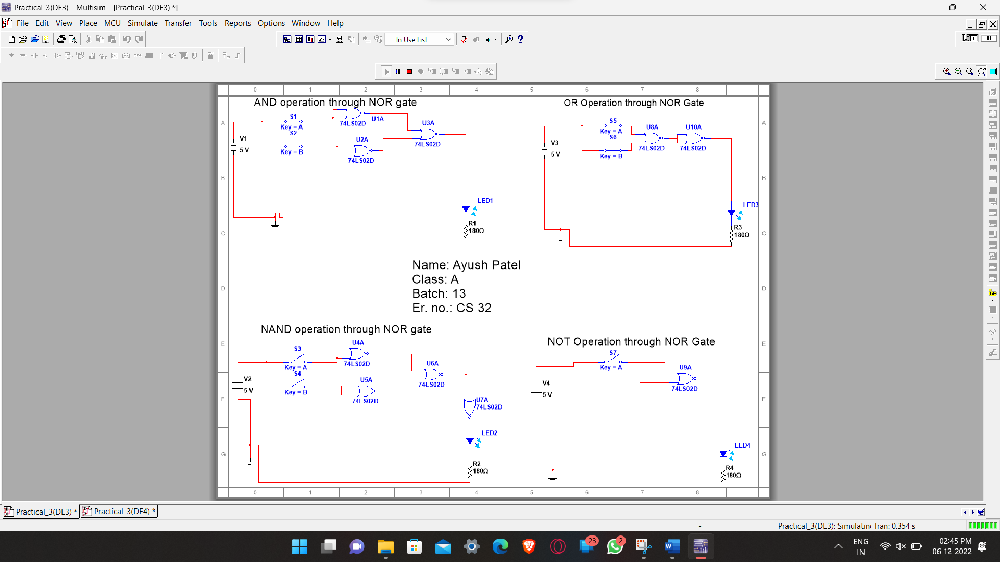 Practical_3(DE3) - Multisim - [Practical_3(DE3) *]
File Edit View Place MCU Simulate Transfer Tools Reports Options Window Help
--- In Use List ---
MISC
0 1 2 3 4 5 6 7 8
AND operation through NOR gate
OR Operation through NOR Gate
A
S1
Key = A
S2
Key = B
V1
5 V
74LS02D
U1A
U2A
74LS02D
U3A
74LS02D
LED1
R1
180Ω
S5
Key = A
S6
Key = B
V3
5 V
U8A
74LS02D
U10A
74LS02D
LED3
R3
180Ω
A
B
B
C
C
Name: Ayush Patel
Class: A
Batch: 13
Er. no.: CS 32
D
D
NAND operation through NOR gate
NOT Operation through NOR Gate
E
E
S3
Key = A
S4
Key = B
V2
5 V
U4A
74LS02D
U5A
74LS02D
U6A
74LS02D
U7A
74LS02D
LED2
R2
180Ω
S7
Key = A
V4
5 V
U9A
74LS02D
LED4
R4
180Ω
F
F
G
G
0 1 2 3 4 5 6 7 8
1.4v
Practical_3(DE3) * Practical_3(DE4) *
- Practical_3(DE3): Simulating Tran: 0.354 s
23
2
ENG
IN
02:45 PM
06-12-2022